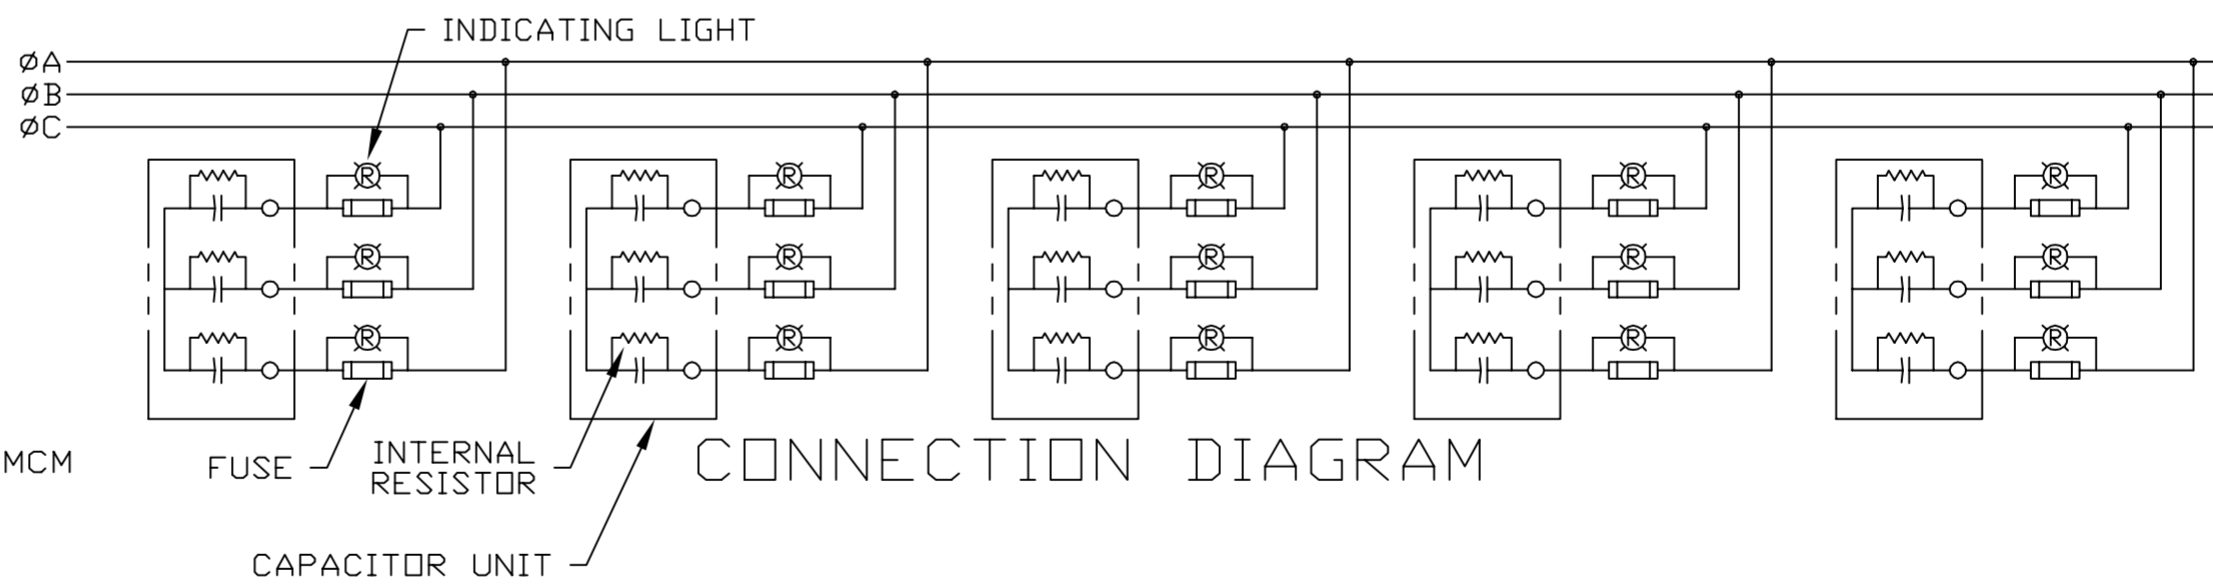 INDICATING LIGHT
ØA
ØB
ØC
R R R R R
R R R R R
R R R R R
MCM
FUSE
INTERNAL
RESISTOR
CONNECTION DIAGRAM
CAPACITOR UNIT